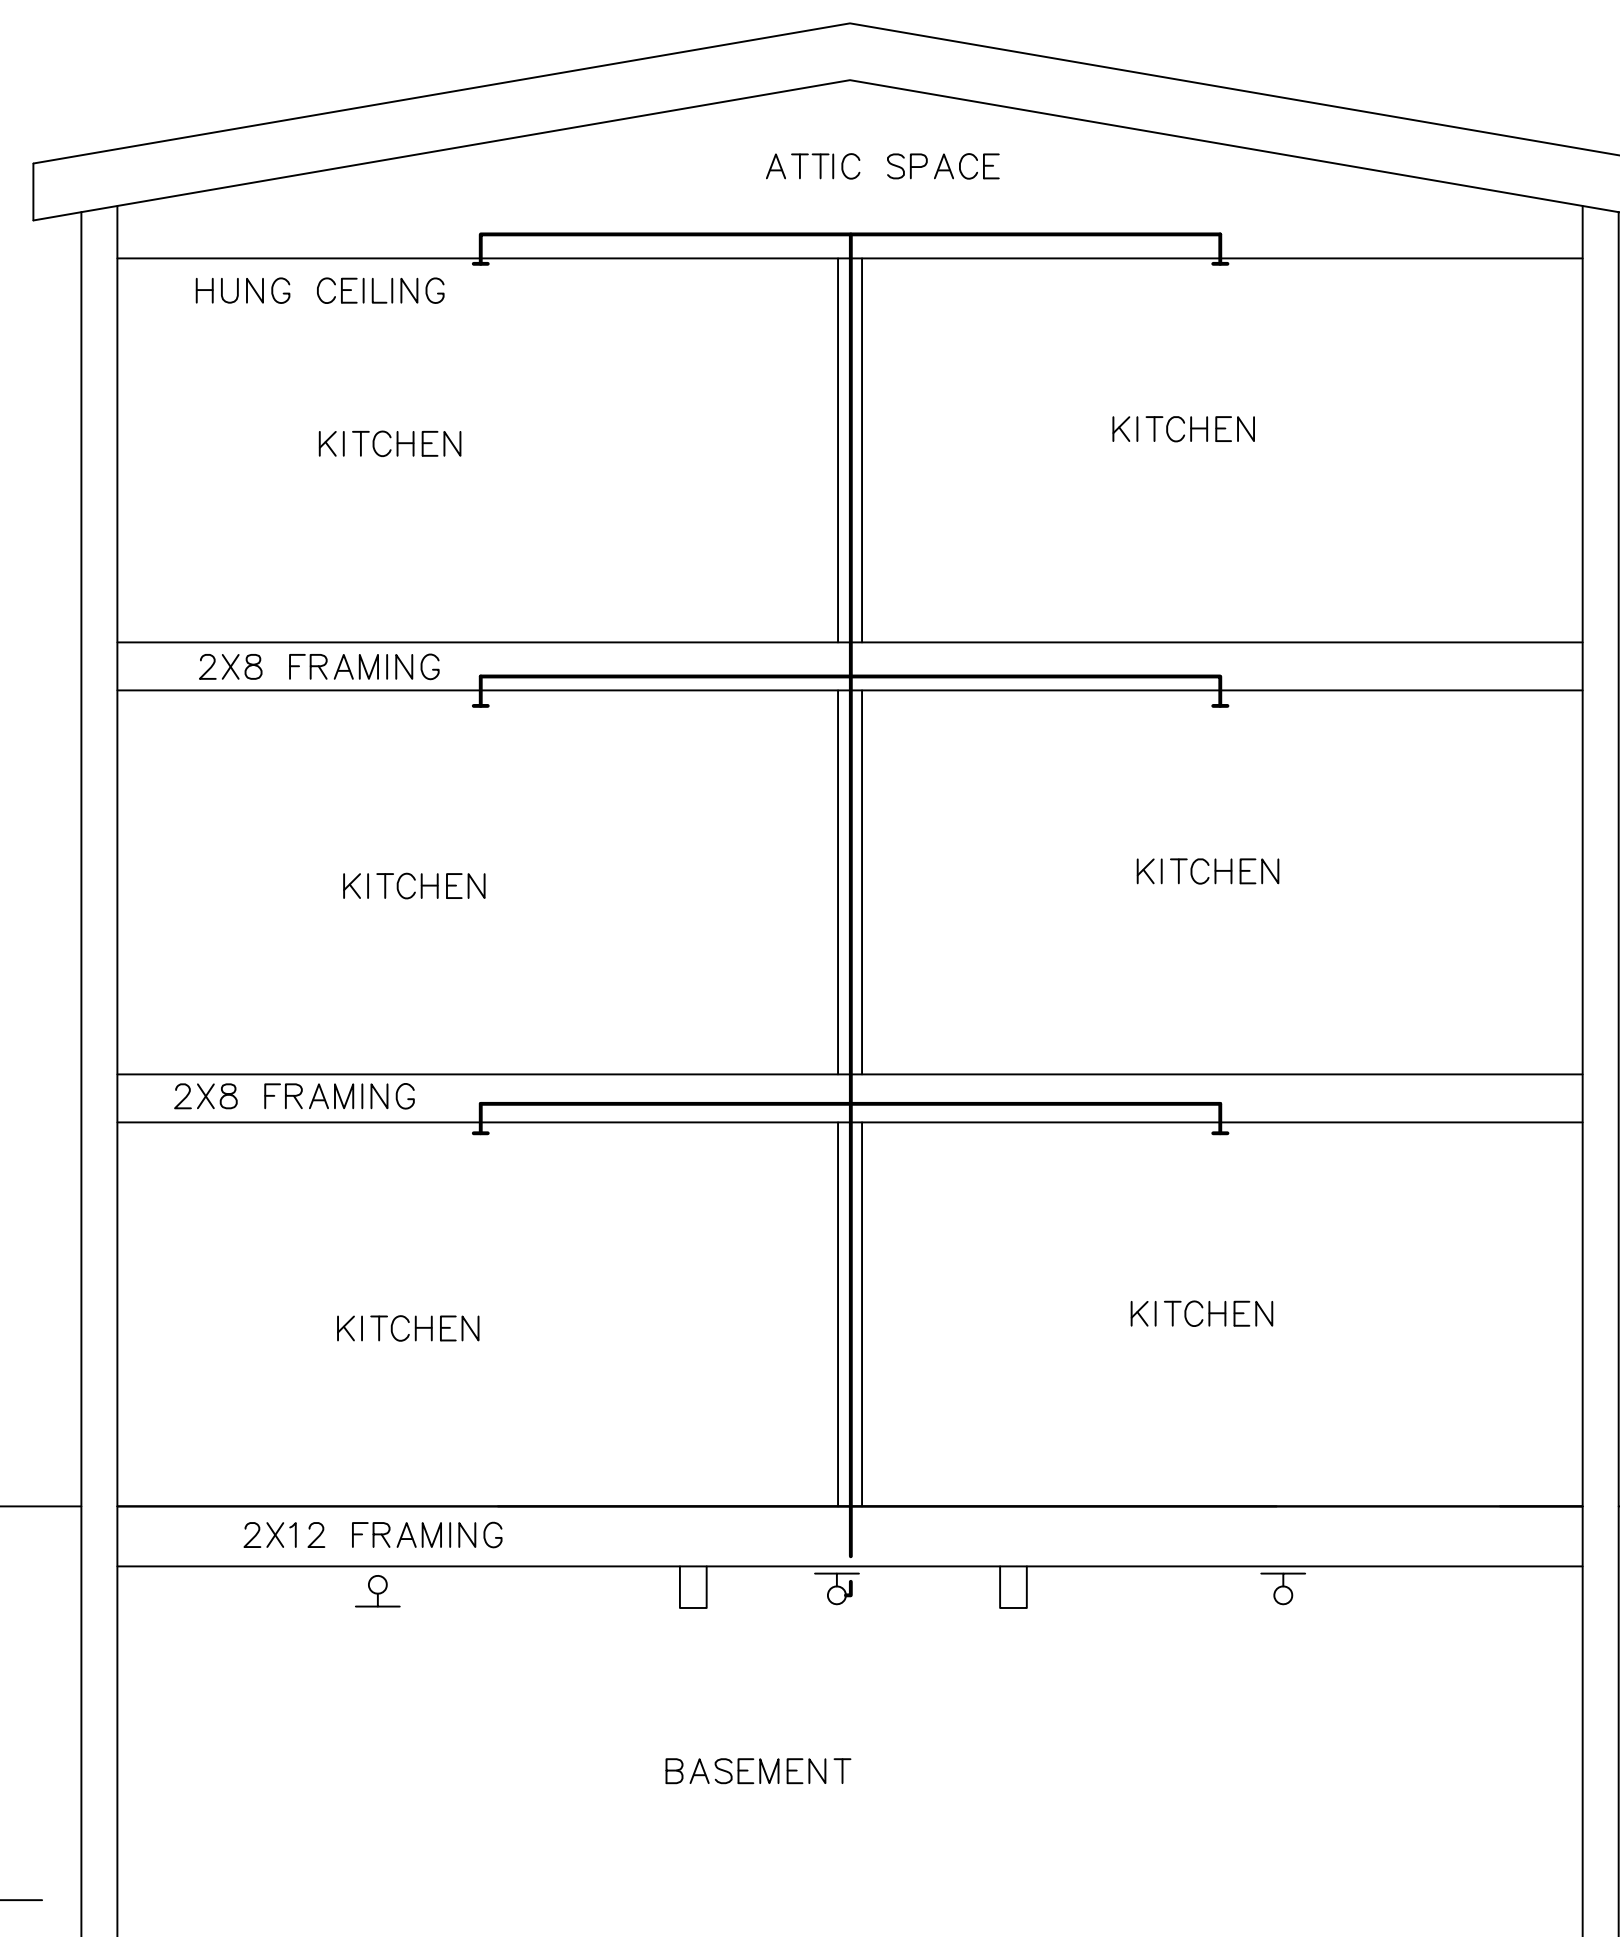 ATTIC SPACE
HUNG CEILING
KITCHEN
KITCHEN
2X8 FRAMING
KITCHEN
KITCHEN
2X8 FRAMING
KITCHEN
KITCHEN
2X12 FRAMING
BASEMENT